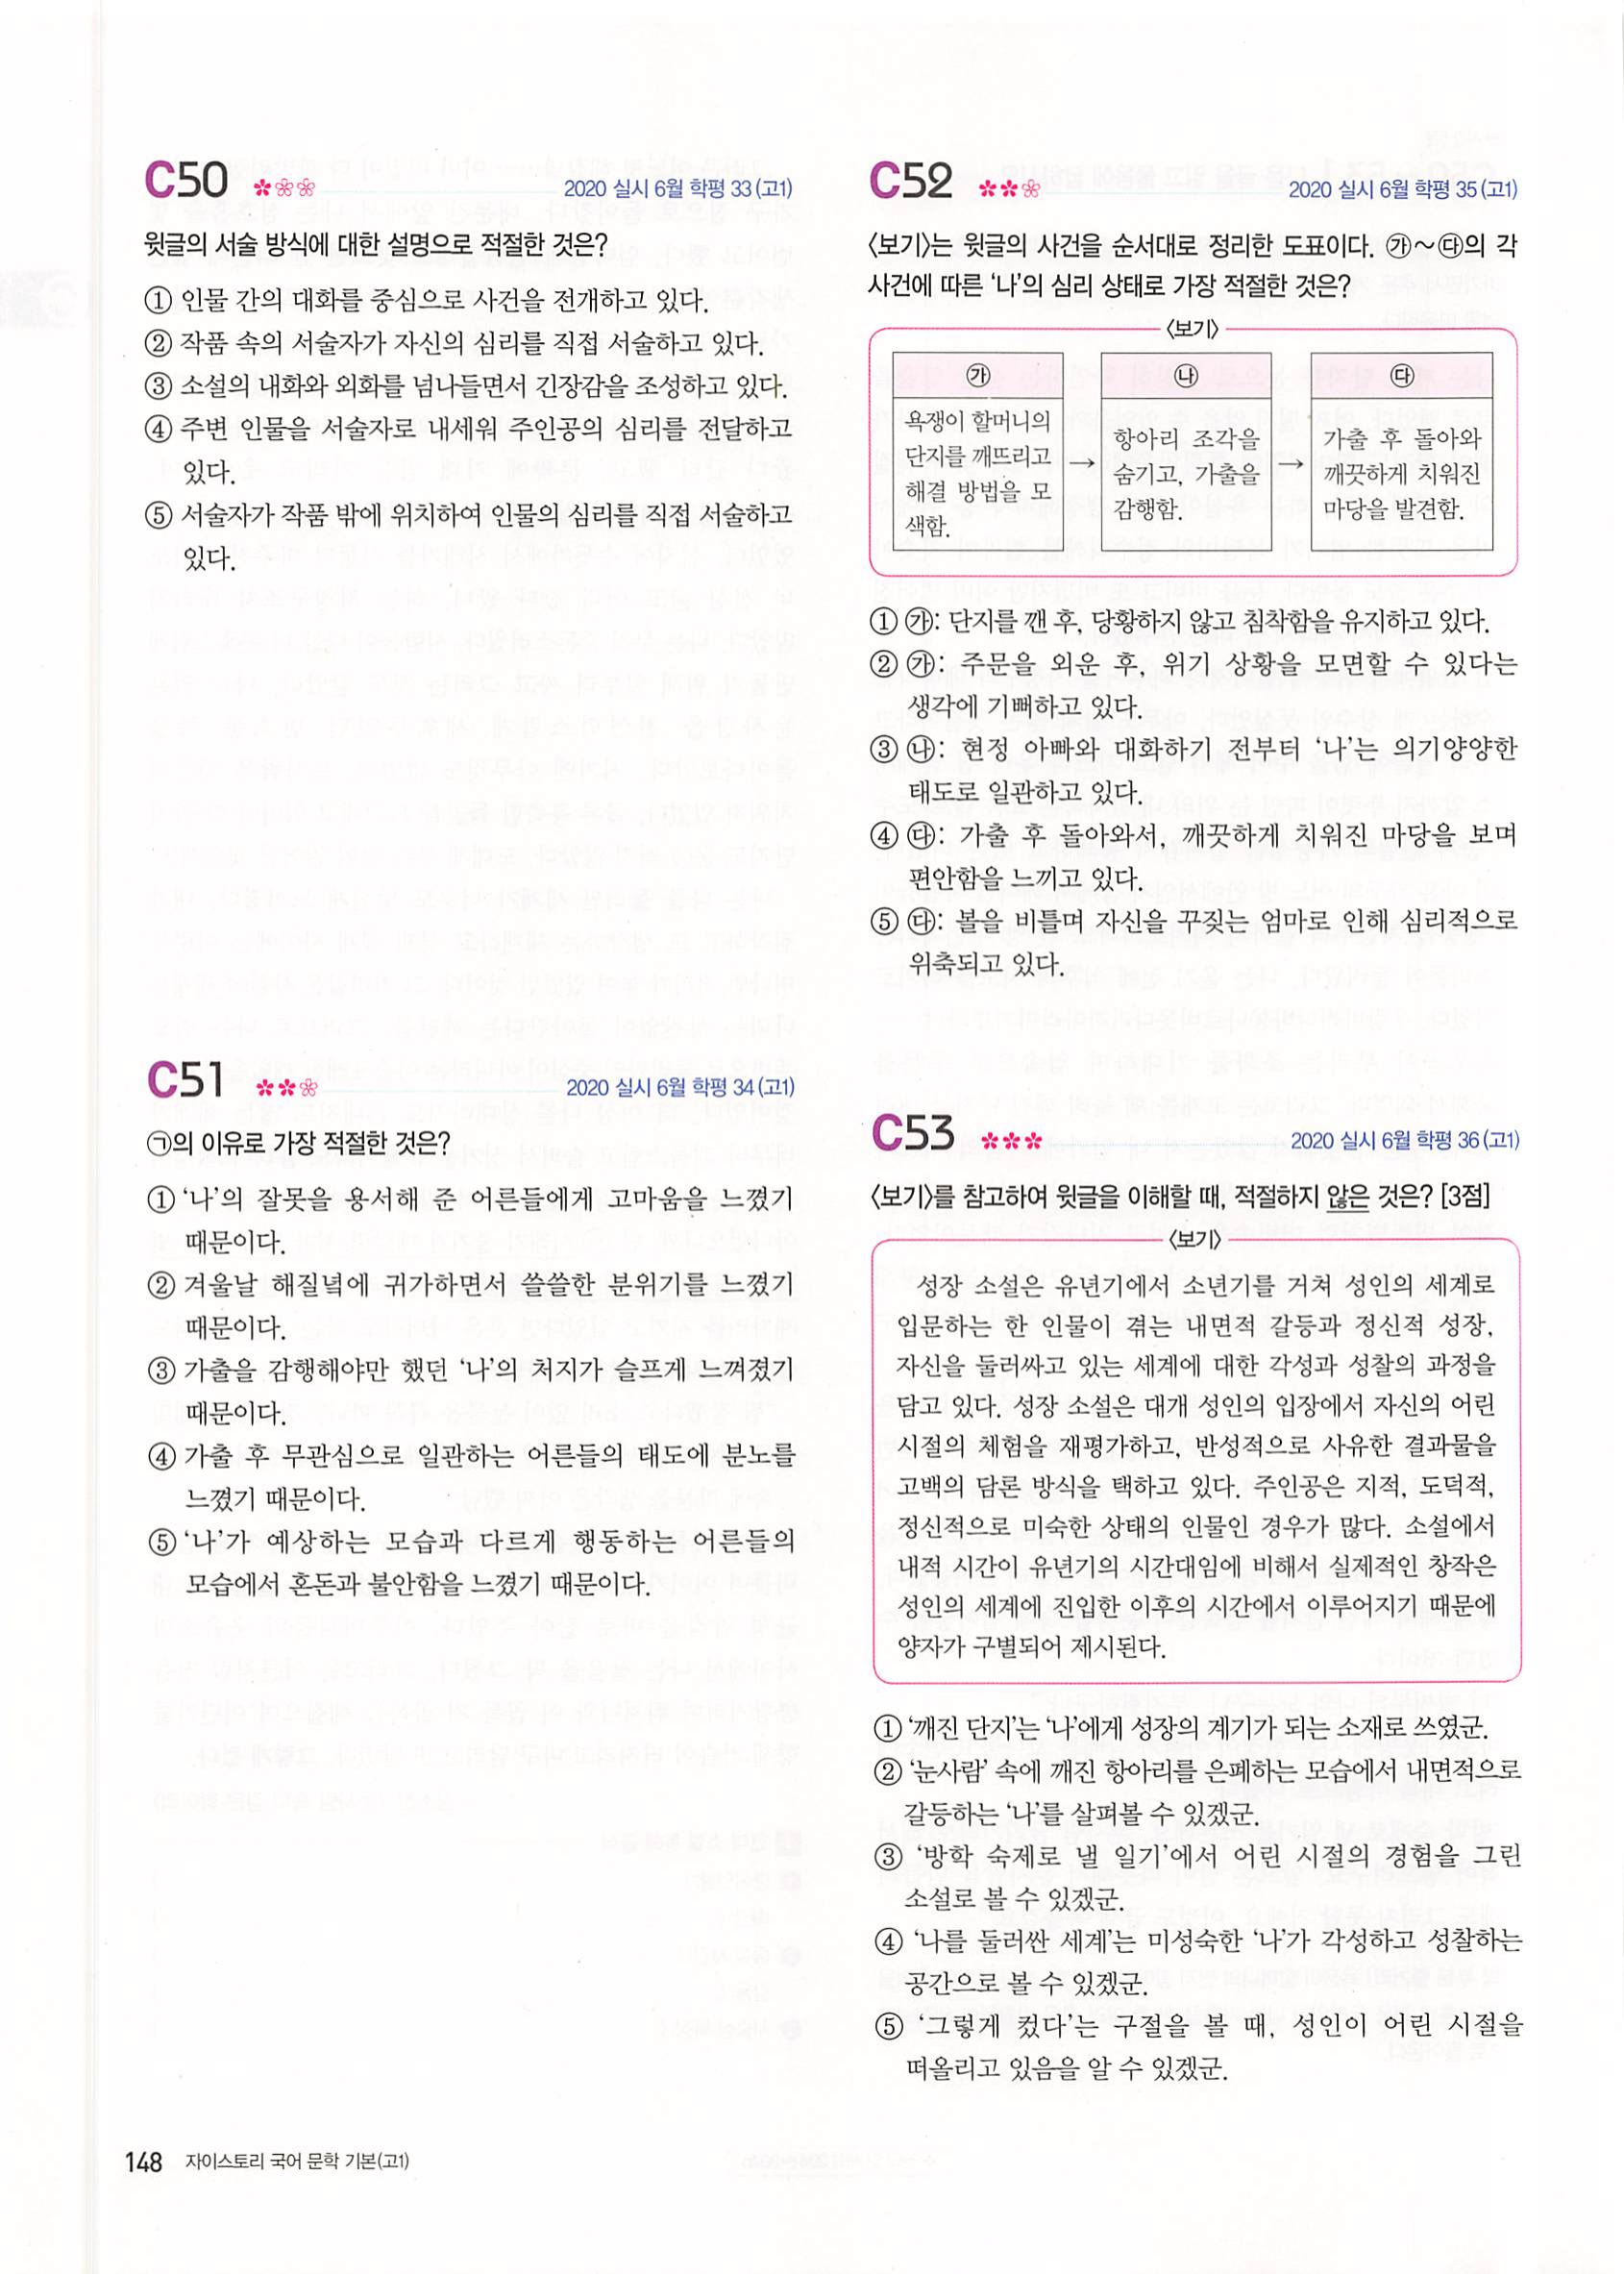 C50
2020 실시 6월 학평 33(고1)
윗글의 서술 방식에 대한 설명으로 적절한 것은?
① 인물 간의 대화를 중심으로 사건을 전개하고 있다.
② 작품 속의 서술자가 자신의 심리를 직접 서술하고 있다.
③ 소설의 내화와 외화를 넘나들면서 긴장감을 조성하고 있다.
④ 주변 인물을 서술자로 내세워 주인공의 심리를 전달하고
있다.
⑤ 서술자가 작품 밖에 위치하여 인물의 심리를 직접 서술하고
있다.
C51
2020 실시 6월 학평 34(고1)
㉠의 이유로 가장 적절한 것은?
① ‘나’의 잘못을 용서해 준 어른들에게 고마움을 느꼈기
때문이다.
② 겨울날 해질녘에 귀가하면서 쓸쓸한 분위기를 느꼈기
때문이다.
③ 가출을 감행해야만 했던 ‘나’의 처지가 슬프게 느껴졌기
때문이다.
④ 가출 후 무관심으로 일관하는 어른들의 태도에 분노를
느꼈기 때문이다.
⑤ ‘나’가 예상하는 모습과 다르게 행동하는 어른들의
모습에서 혼돈과 불안함을 느꼈기 때문이다.
C52
2020 실시 6월 학평 35(고1)
〈보기〉는 윗글의 사건을 순서대로 정리한 도표이다. ㉮～㉰의 각
사건에 따른 ‘나’의 심리 상태로 가장 적절한 것은?
〈보기〉
㉮
욕쟁이 할머니의
단지를 깨뜨리고
해결 방법을 모
색함.
→
㉯
항아리 조각을
숨기고, 가출을
감행함.
→
㉰
가출 후 돌아와
깨끗하게 치워진
마당을 발견함.
① ㉮: 단지를 깬 후, 당황하지 않고 침착함을 유지하고 있다.
② ㉮: 주문을 외운 후, 위기 상황을 모면할 수 있다는
생각에 기뻐하고 있다.
③ ㉯: 현정 아빠와 대화하기 전부터 ‘나’는 의기양양한
태도로 일관하고 있다.
④ ㉰: 가출 후 돌아와서, 깨끗하게 치워진 마당을 보며
편안함을 느끼고 있다.
⑤ ㉰: 볼을 비틀며 자신을 꾸짖는 엄마로 인해 심리적으로
위축되고 있다.
C53
2020 실시 6월 학평 36(고1)
〈보기〉를 참고하여 윗글을 이해할 때, 적절하지 않은 것은? [3점]
〈보기〉
성장 소설은 유년기에서 소년기를 거쳐 성인의 세계로
입문하는 한 인물이 겪는 내면적 갈등과 정신적 성장,
자신을 둘러싸고 있는 세계에 대한 각성과 성찰의 과정을
담고 있다. 성장 소설은 대개 성인의 입장에서 자신의 어린
시절의 체험을 재평가하고, 반성적으로 사유한 결과물을
고백의 담론 방식을 택하고 있다. 주인공은 지적, 도덕적,
정신적으로 미숙한 상태의 인물인 경우가 많다. 소설에서
내적 시간이 유년기의 시간대임에 비해서 실제적인 창작은
성인의 세계에 진입한 이후의 시간에서 이루어지기 때문에
양자가 구별되어 제시된다.
① ‘깨진 단지’는 ‘나’에게 성장의 계기가 되는 소재로 쓰였군.
② ‘눈사람’ 속에 깨진 항아리를 은폐하는 모습에서 내면적으로
갈등하는 ‘나’를 살펴볼 수 있겠군.
③ ‘방학 숙제로 낼 일기’에서 어린 시절의 경험을 그린
소설로 볼 수 있겠군.
④ ‘나를 둘러싼 세계’는 미성숙한 ‘나’가 각성하고 성찰하는
공간으로 볼 수 있겠군.
⑤ ‘그렇게 컸다’는 구절을 볼 때, 성인이 어린 시절을
떠올리고 있음을 알 수 있겠군.
148 자이스토리 국어 문학 기본(고1)